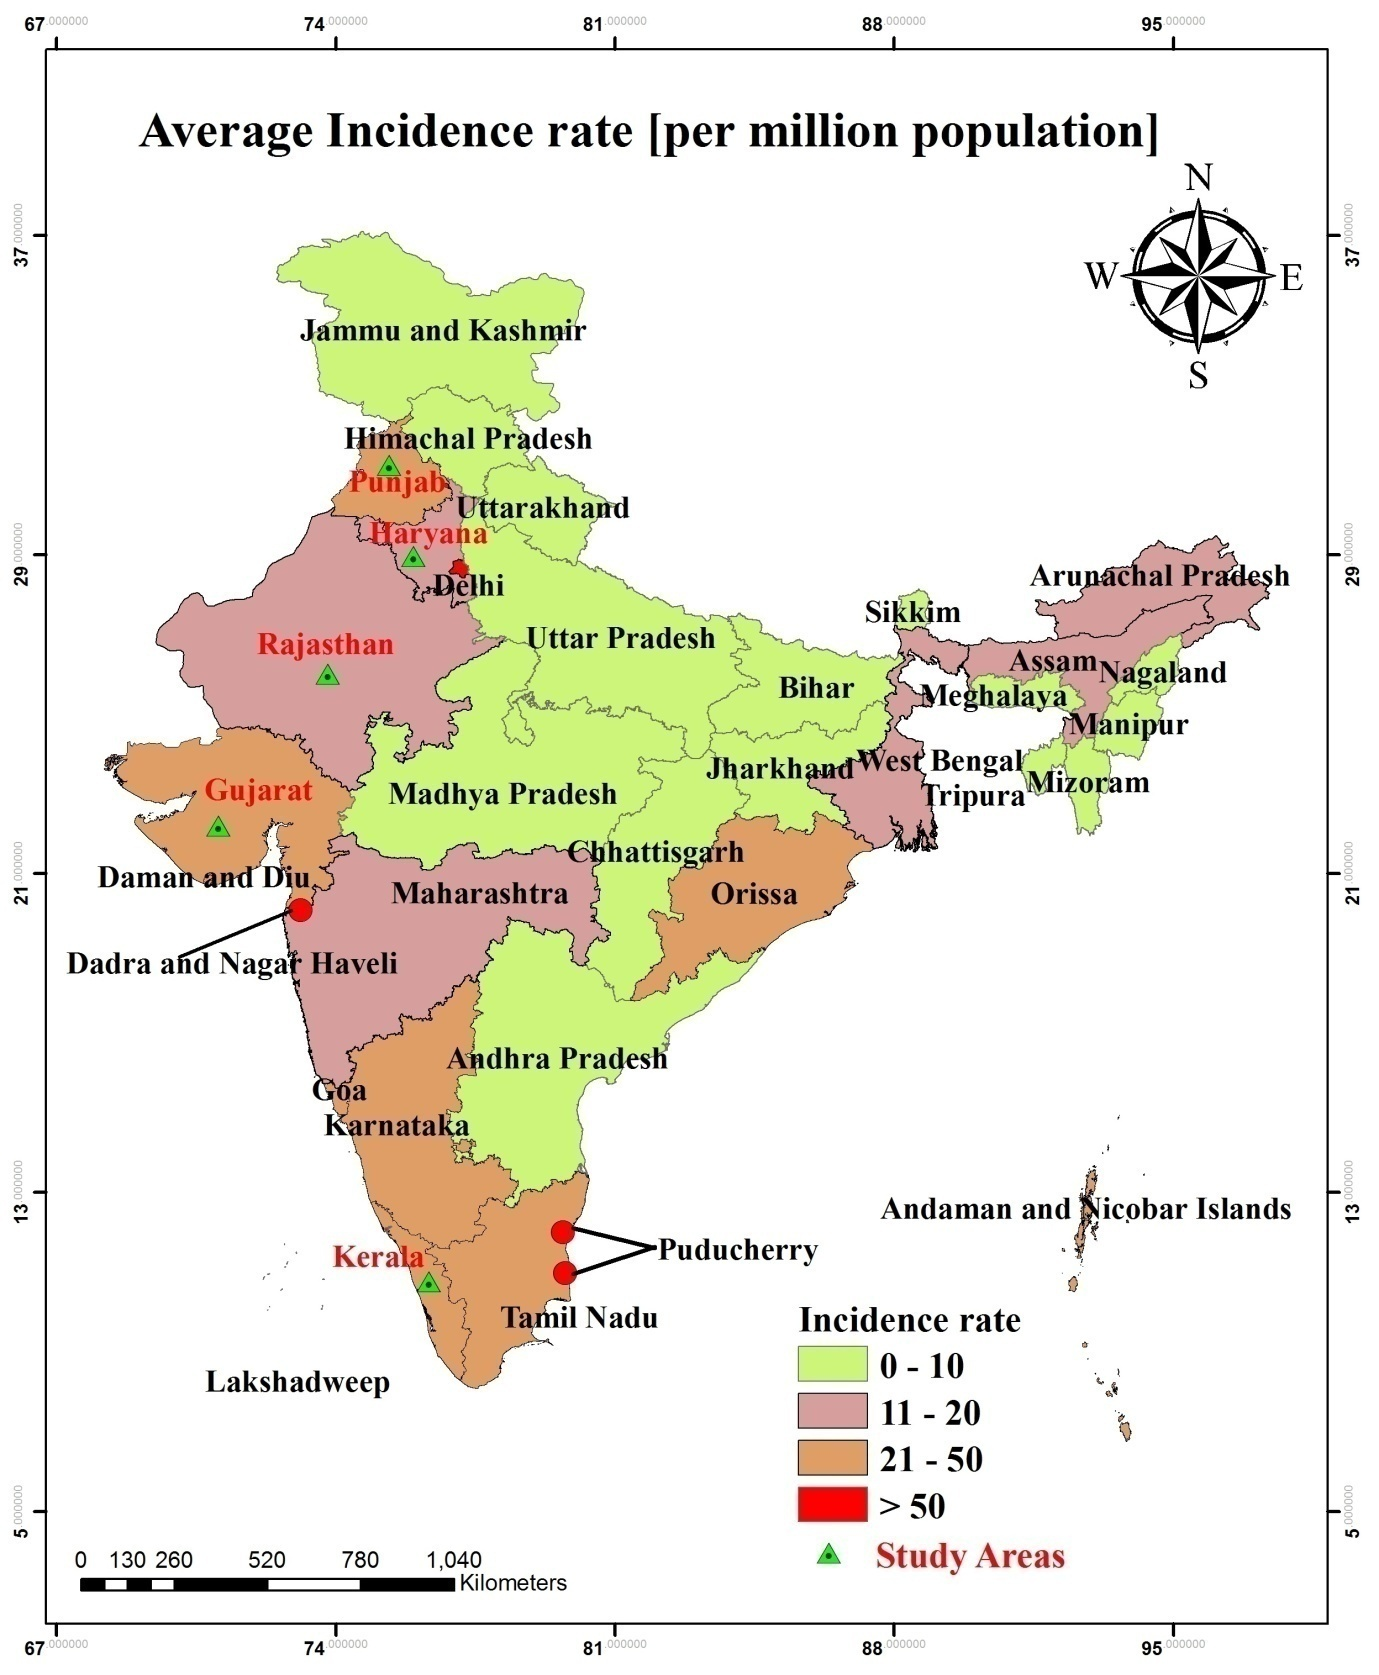 67.000000 74.000000 81.000000 88.000000 95.000000
Average Incidence rate [per million population]
N
W E
S
37.000000 37.000000
Jammu and Kashmir
Himachal Pradesh
Punjab
Uttarakhand
Haryana
29.000000 29.000000
Delhi
Arunachal Pradesh
Sikkim
Rajasthan
Uttar Pradesh
Assam
Nagaland
Bihar
Meghalaya
Manipur
West Bengal
Jharkhand
Mizoram
Gujarat
Madhya Pradesh
Tripura
Chhattisgarh
21.000000 21.000000
Daman and Diu
Maharashtra
Orissa
Dadra and Nagar Haveli
Andhra Pradesh
Goa
Karnataka
13.000000 13.000000
Andaman and Nicobar Islands
Kerala
Puducherry
Tamil Nadu
Lakshadweep
Incidence rate
0 - 10
11 - 20
21 - 50
> 50
Study Areas
5.000000 5.000000
0 130 260 520 780 1,040
Kilometers
67.000000 74.000000 81.000000 88.000000 95.000000